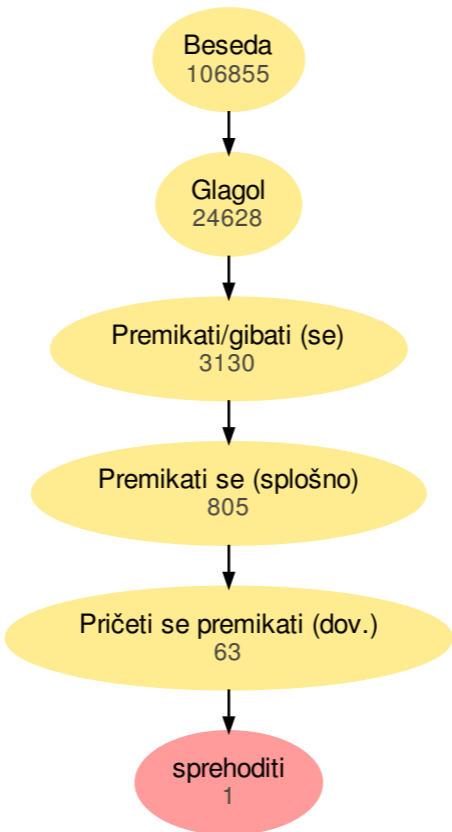 Beseda
106855
Glagol
24628
Premikati/gibati (se)
3130
Premikati se (splošno)
805
Pričeti se premikati (dov.)
63
sprehoditi
1